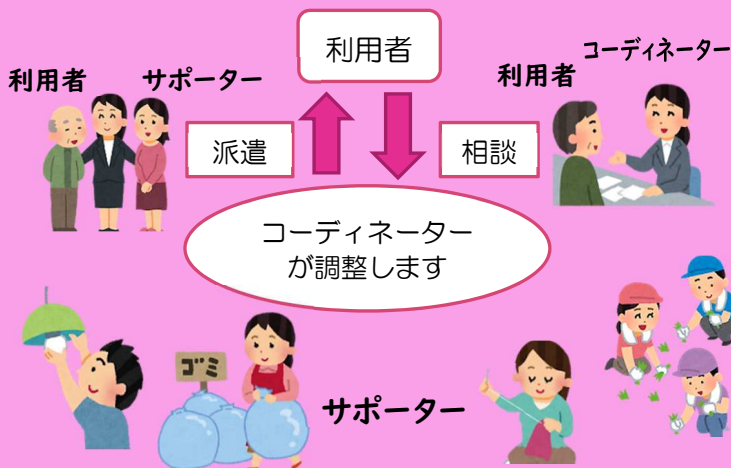 利用者
コーディネーター
利用者
サポーター
利用者
派遣
相談
コーディネーター
が調整します
ゴミ
サポーター